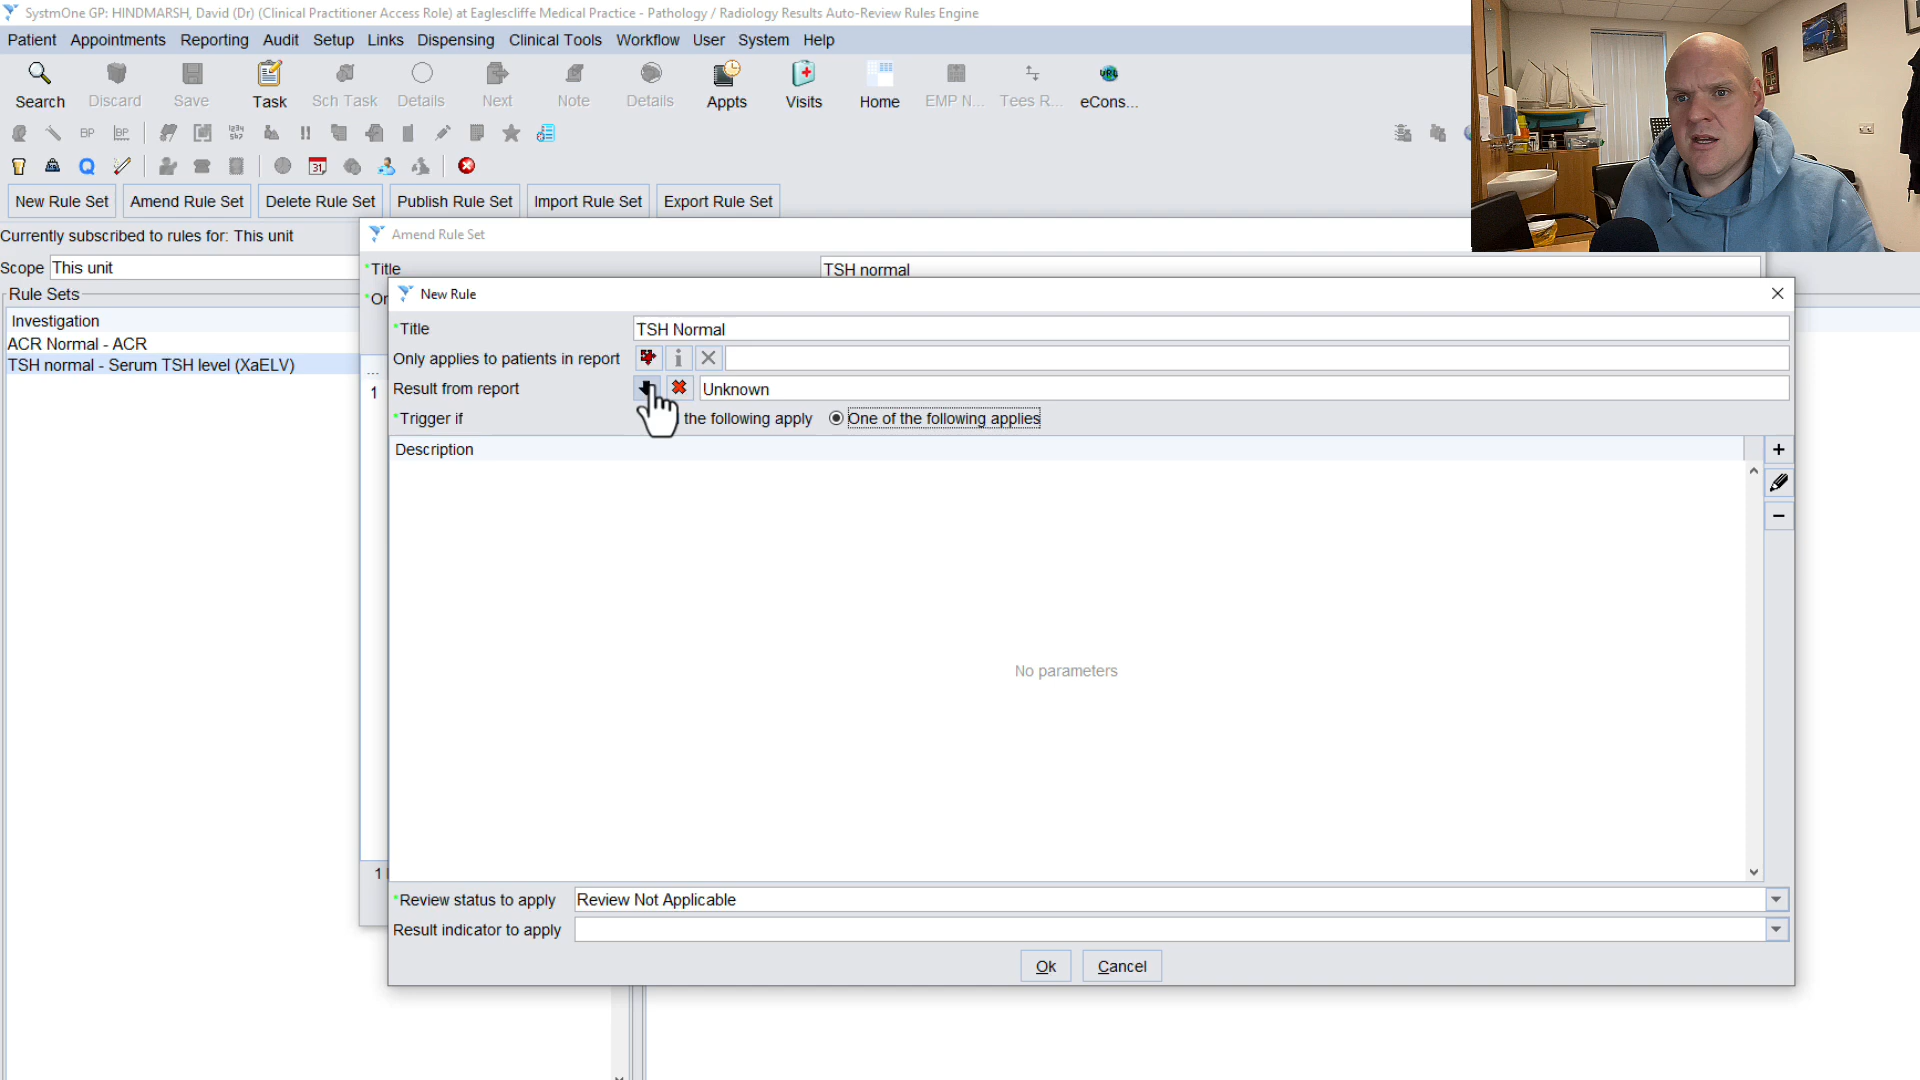 SystmOne GP: HINDMARSH, David (Dr) (Clinical Practitioner Access Role) at Eaglescliffe Medical Practice - Pathology / Radiology Results Auto-Review Rules Engine
Patient Appointments Reporting Audit Setup Links Dispensing Clinical Tools Workflow User System Help
Search Discard Save Task Sch Task Details Next Note Details Appts Visits Home EMP N... Tees R... eCons...
New Rule Set Amend Rule Set Delete Rule Set Publish Rule Set Import Rule Set Export Rule Set
Currently subscribed to rules for: This unit
Scope This unit
Rule Sets
Investigation
ACR Normal - ACR
TSH normal - Serum TSH level (XaELV)
Amend Rule Set
Title TSH normal
...
1
New Rule
Title TSH Normal
Only applies to patients in report
Result from report Unknown
Trigger if the following apply One of the following applies
Description
No parameters
Review status to apply Review Not Applicable
Result indicator to apply
Ok Cancel